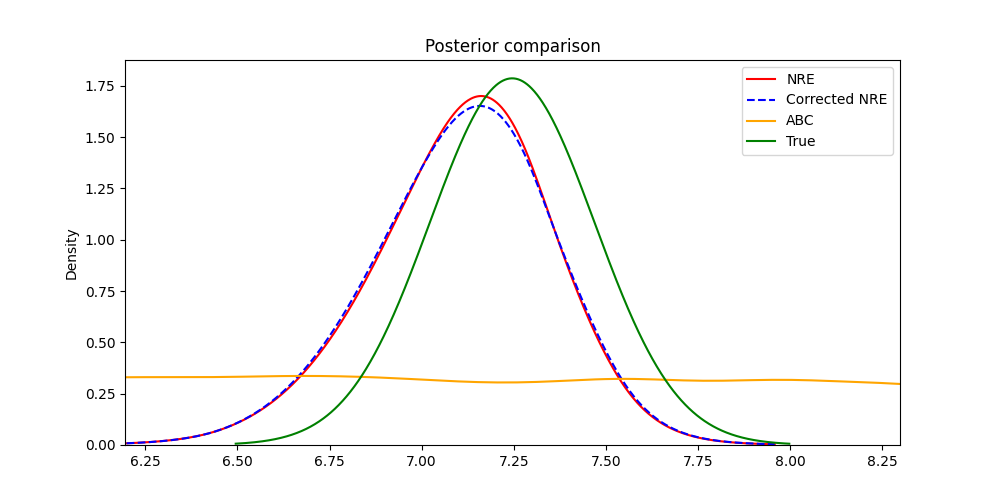 Posterior comparison
NRE
Corrected NRE
ABC
True
Density
1.75
1.50
1.25
1.00
0.75
0.50
0.25
0.00
6.25 6.50 6.75 7.00 7.25 7.50 7.75 8.00 8.25